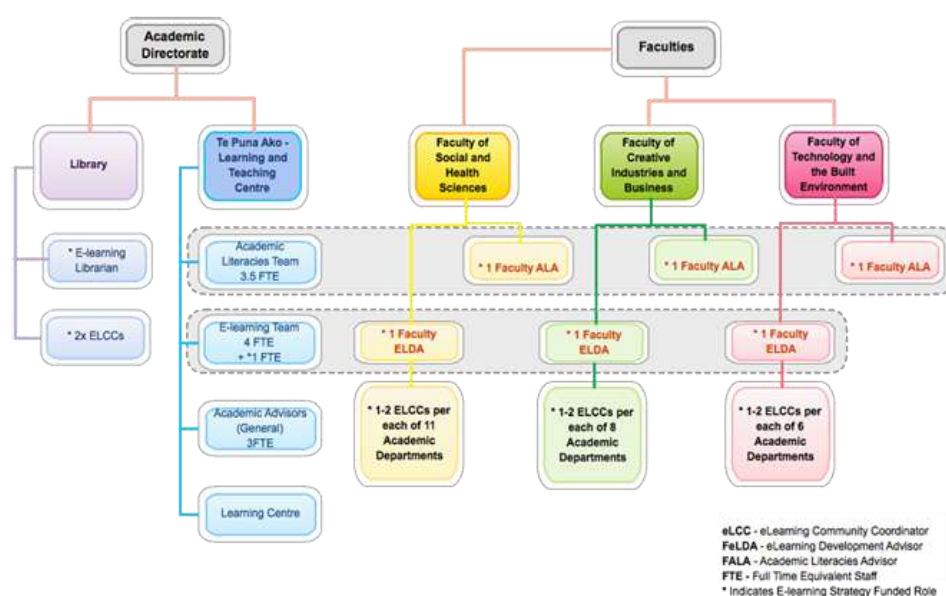 Academic
Directorate
Faculties
Library
Te Puna Ako -
Learning and
Teaching
Centre
Faculty of
Social and
Health
Sciences
Faculty of
Creative
Industries and
Business
Faculty of
Technology and
the Built
Environment
* E-learning
Librarian
Academic
Literacies Team
3.5 FTE
* 1 Faculty ALA
* 1 Faculty ALA
* 1 Faculty ALA
* 2x ELCCs
E-learning Team
4 FTE
+ *1 FTE
* 1 Faculty
ELDA
* 1 Faculty
ELDA
* 1 Faculty
ELDA
Academic Advisors
(General)
3FTE
* 1-2 ELCCs per
each of 11
Academic
Departments
* 1-2 ELCCs per
each of 8
Academic
Departments
* 1-2 ELCCs per
each of 6
Academic
Departments
Learning Centre
eLCC - eLearning Community Coordinator
FeLDA - eLearning Development Advisor
FALA - Academic Literacies Advisor
FTE - Full Time Equivalent Staff
* Indicates E-learning Strategy Funded Role